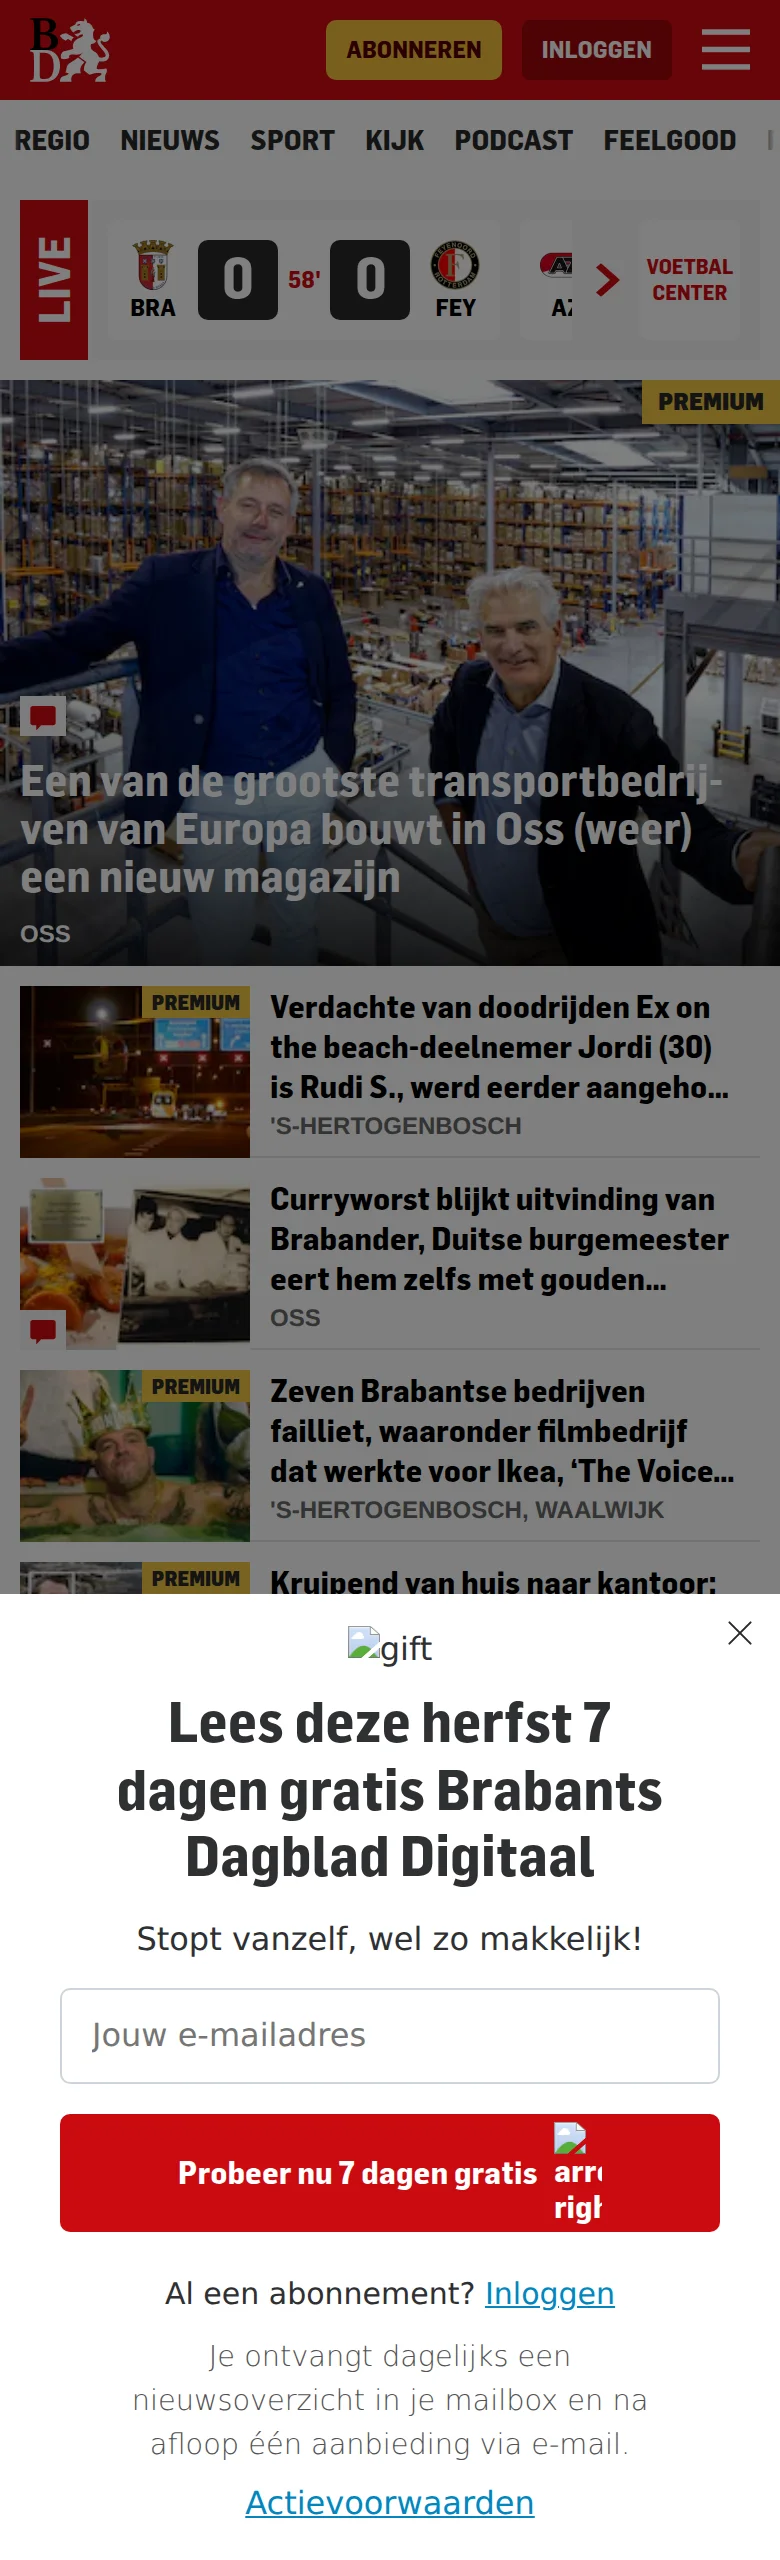 BD
ABONNEREN
INLOGGEN
REGIO NIEUWS SPORT KIJK PODCAST FEELGOOD
LIVE
BRA 0 58' 0 FEY
AZ
VOETBAL
CENTER
PREMIUM
Een van de grootste transportbedrij-
ven van Europa bouwt in Oss (weer)
een nieuw magazijn
OSS
PREMIUM
Verdachte van doodrijden Ex on
the beach-deelnemer Jordi (30)
is Rudi S., werd eerder aangeho...
'S-HERTOGENBOSCH
Curryworst blijkt uitvinding van
Brabander, Duitse burgemeester
eert hem zelfs met gouden...
OSS
PREMIUM
Zeven Brabantse bedrijven
failliet, waaronder filmbedrijf
dat werkte voor Ikea, ‘The Voice...
'S-HERTOGENBOSCH, WAALWIJK
PREMIUM
Kruipend van huis naar kantoor:
gift
Lees deze herfst 7
dagen gratis Brabants
Dagblad Digitaal
Stopt vanzelf, wel zo makkelijk!
Jouw e-mailadres
Probeer nu 7 dagen gratis
arro
righ
Al een abonnement? Inloggen
Je ontvangt dagelijks een
nieuwsoverzicht in je mailbox en na
afloop één aanbieding via e-mail.
Actievoorwaarden